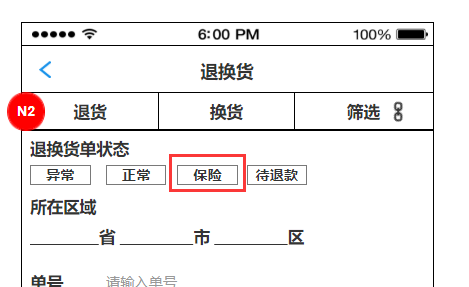 6:00 PM 100%
退换货
N2 退货 换货 筛选
退换货单状态
异常 正常 保险 待退款
所在区域
________省________市________区
单号 请输入单号